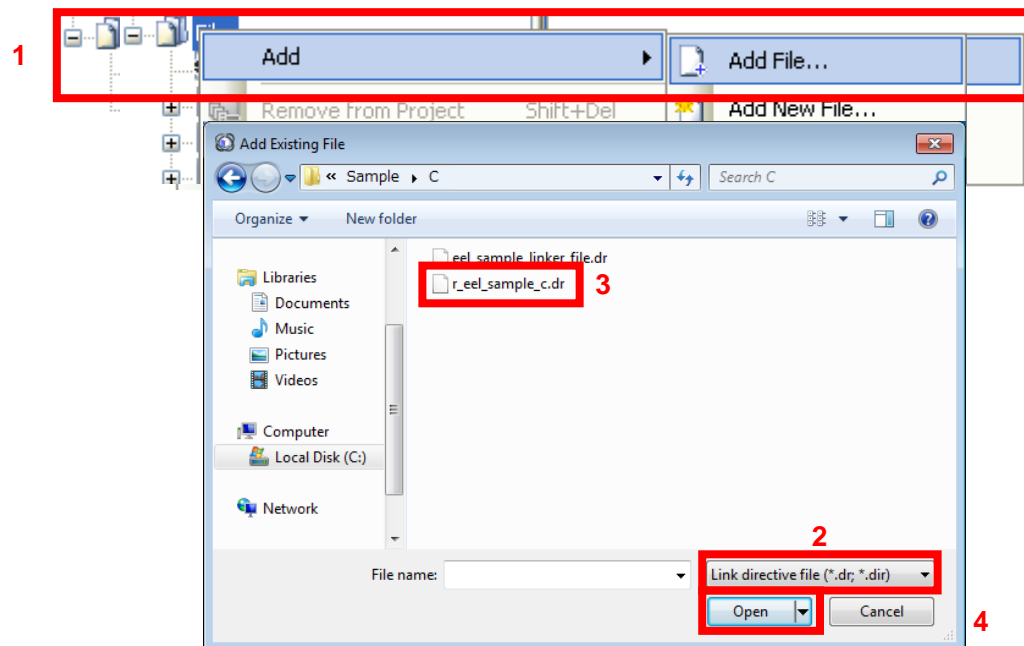 1
File
Add
Add File...
Remove from Project Shift+Del
Add New File...
Add Existing File
« Sample ▸ C
Search C
Organize
New folder
eel_sample_linker_file.dr
r_eel_sample_c.dr
3
Libraries
Documents
Music
Pictures
Videos
Computer
Local Disk (C:)
Network
2
File name:
Link directive file (*.dr; *.dir)
Open
Cancel
4